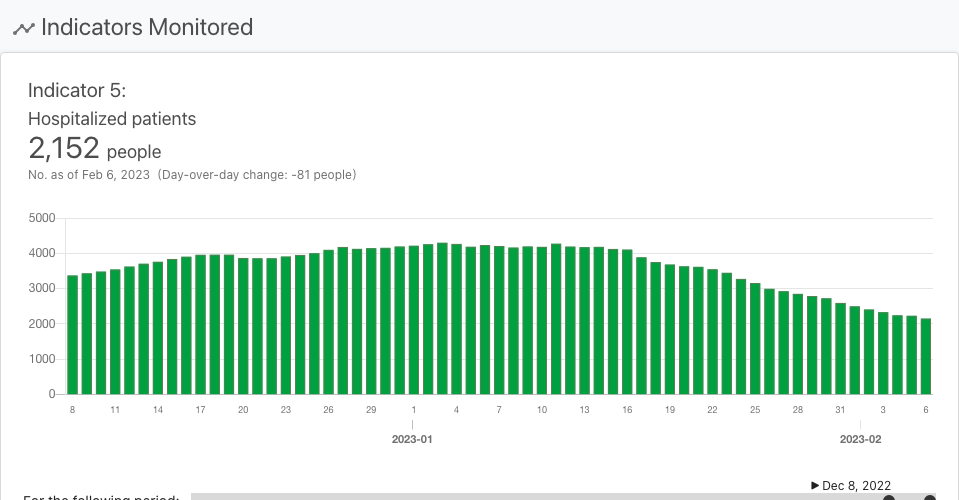 Indicators Monitored
Indicator 5:
Hospitalized patients
2,152 people
No. as of Feb 6, 2023 (Day-over-day change: -81 people)
5000
4000
3000
2000
1000
0
8 11 14 17 20 23 26 29 1 4 7 10 13 16 19 22 25 28 31 3 6
2023-01 2023-02
▶ Dec 8, 2022
For the following period: